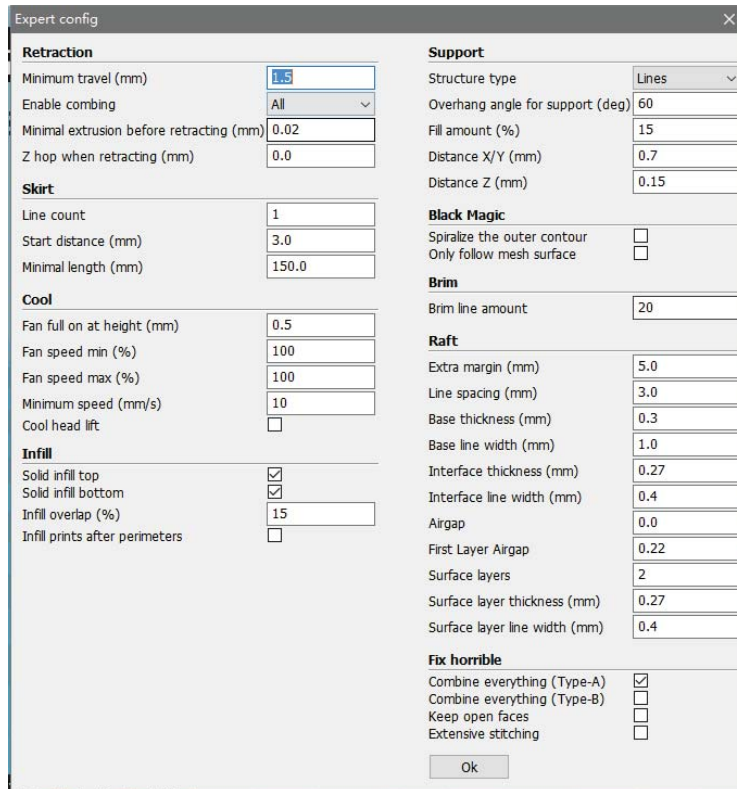 Expert config
Retraction
Minimum travel (mm) 1.5
Enable combing All
Minimal extrusion before retracting (mm) 0.02
Z hop when retracting (mm) 0.0
Skirt
Line count 1
Start distance (mm) 3.0
Minimal length (mm) 150.0
Cool
Fan full on at height (mm) 0.5
Fan speed min (%) 100
Fan speed max (%) 100
Minimum speed (mm/s) 10
Cool head lift
Infill
Solid infill top
Solid infill bottom
Infill overlap (%) 15
Infill prints after perimeters
Support
Structure type Lines
Overhang angle for support (deg) 60
Fill amount (%) 15
Distance X/Y (mm) 0.7
Distance Z (mm) 0.15
Black Magic
Spiralize the outer contour
Only follow mesh surface
Brim
Brim line amount 20
Raft
Extra margin (mm) 5.0
Line spacing (mm) 3.0
Base thickness (mm) 0.3
Base line width (mm) 1.0
Interface thickness (mm) 0.27
Interface line width (mm) 0.4
Airgap 0.0
First Layer Airgap 0.22
Surface layers 2
Surface layer thickness (mm) 0.27
Surface layer line width (mm) 0.4
Fix horrible
Combine everything (Type-A)
Combine everything (Type-B)
Keep open faces
Extensive stitching
Ok